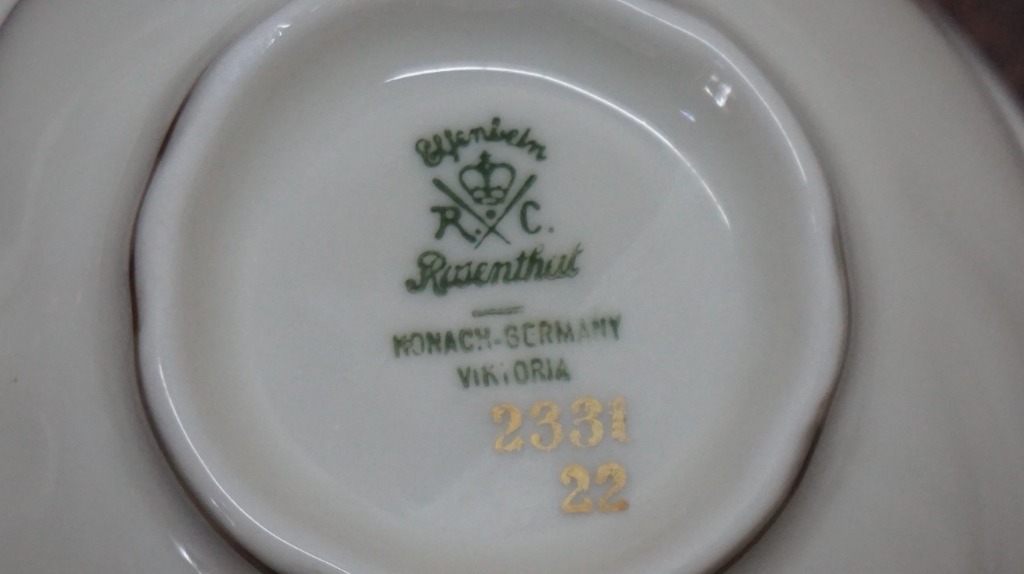 Elfenbein
R. C.
Rosenthal
KRONACH-GERMANY
VIKTORIA
2331
22